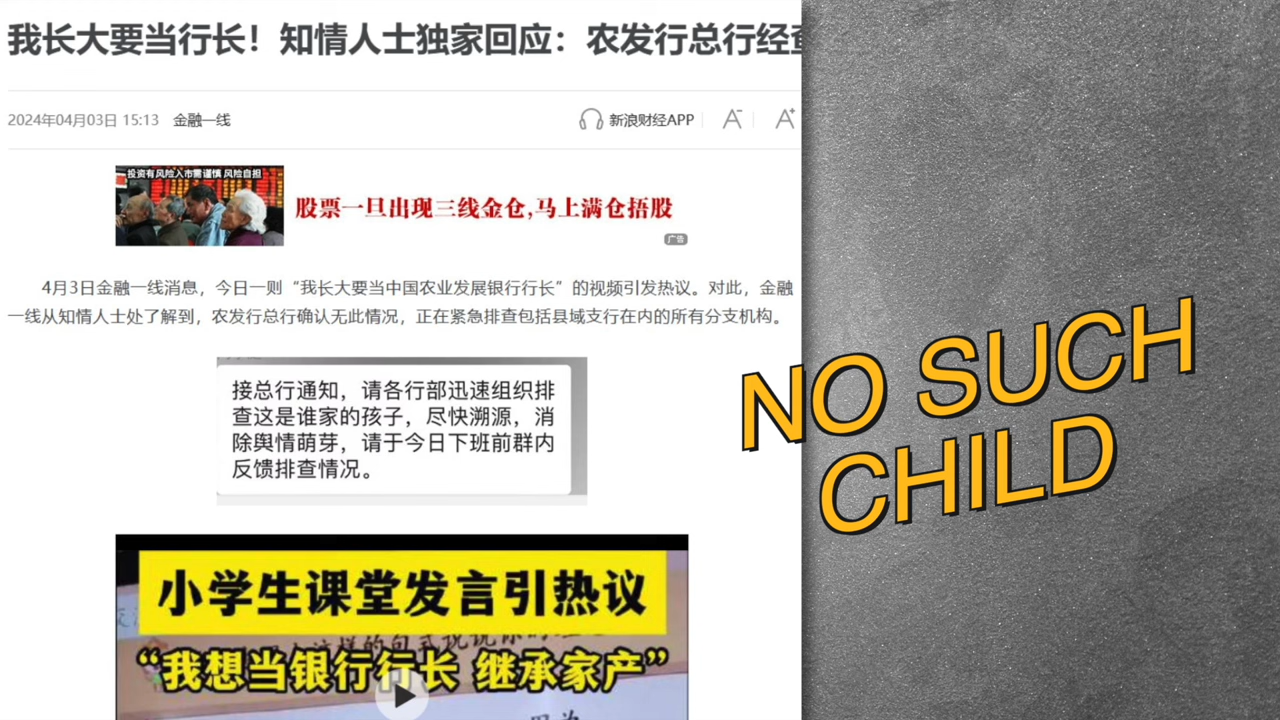 我长大要当行长！知情人士独家回应：农发行总行经
2024年04月03日 15:13 金融一线
新浪财经APP
A-
A+
投资有风险 入市需谨慎 风险自担
股票一旦出现三线金仓,马上满仓捂股
广告
4月3日金融一线消息，今日一则“我长大要当中国农业发展银行行长”的视频引发热议。对此，金融
一线从知情人士处了解到，农发行总行确认无此情况，正在紧急排查包括县域支行在内的所有分支机构。
接总行通知，请各行部迅速组织排
查这是谁家的孩子，尽快溯源，消
除舆情萌芽，请于今日下班前群内
反馈排查情况。
小学生课堂发言引热议
“我想当银行行长 继承家产”
NO SUCH
CHILD